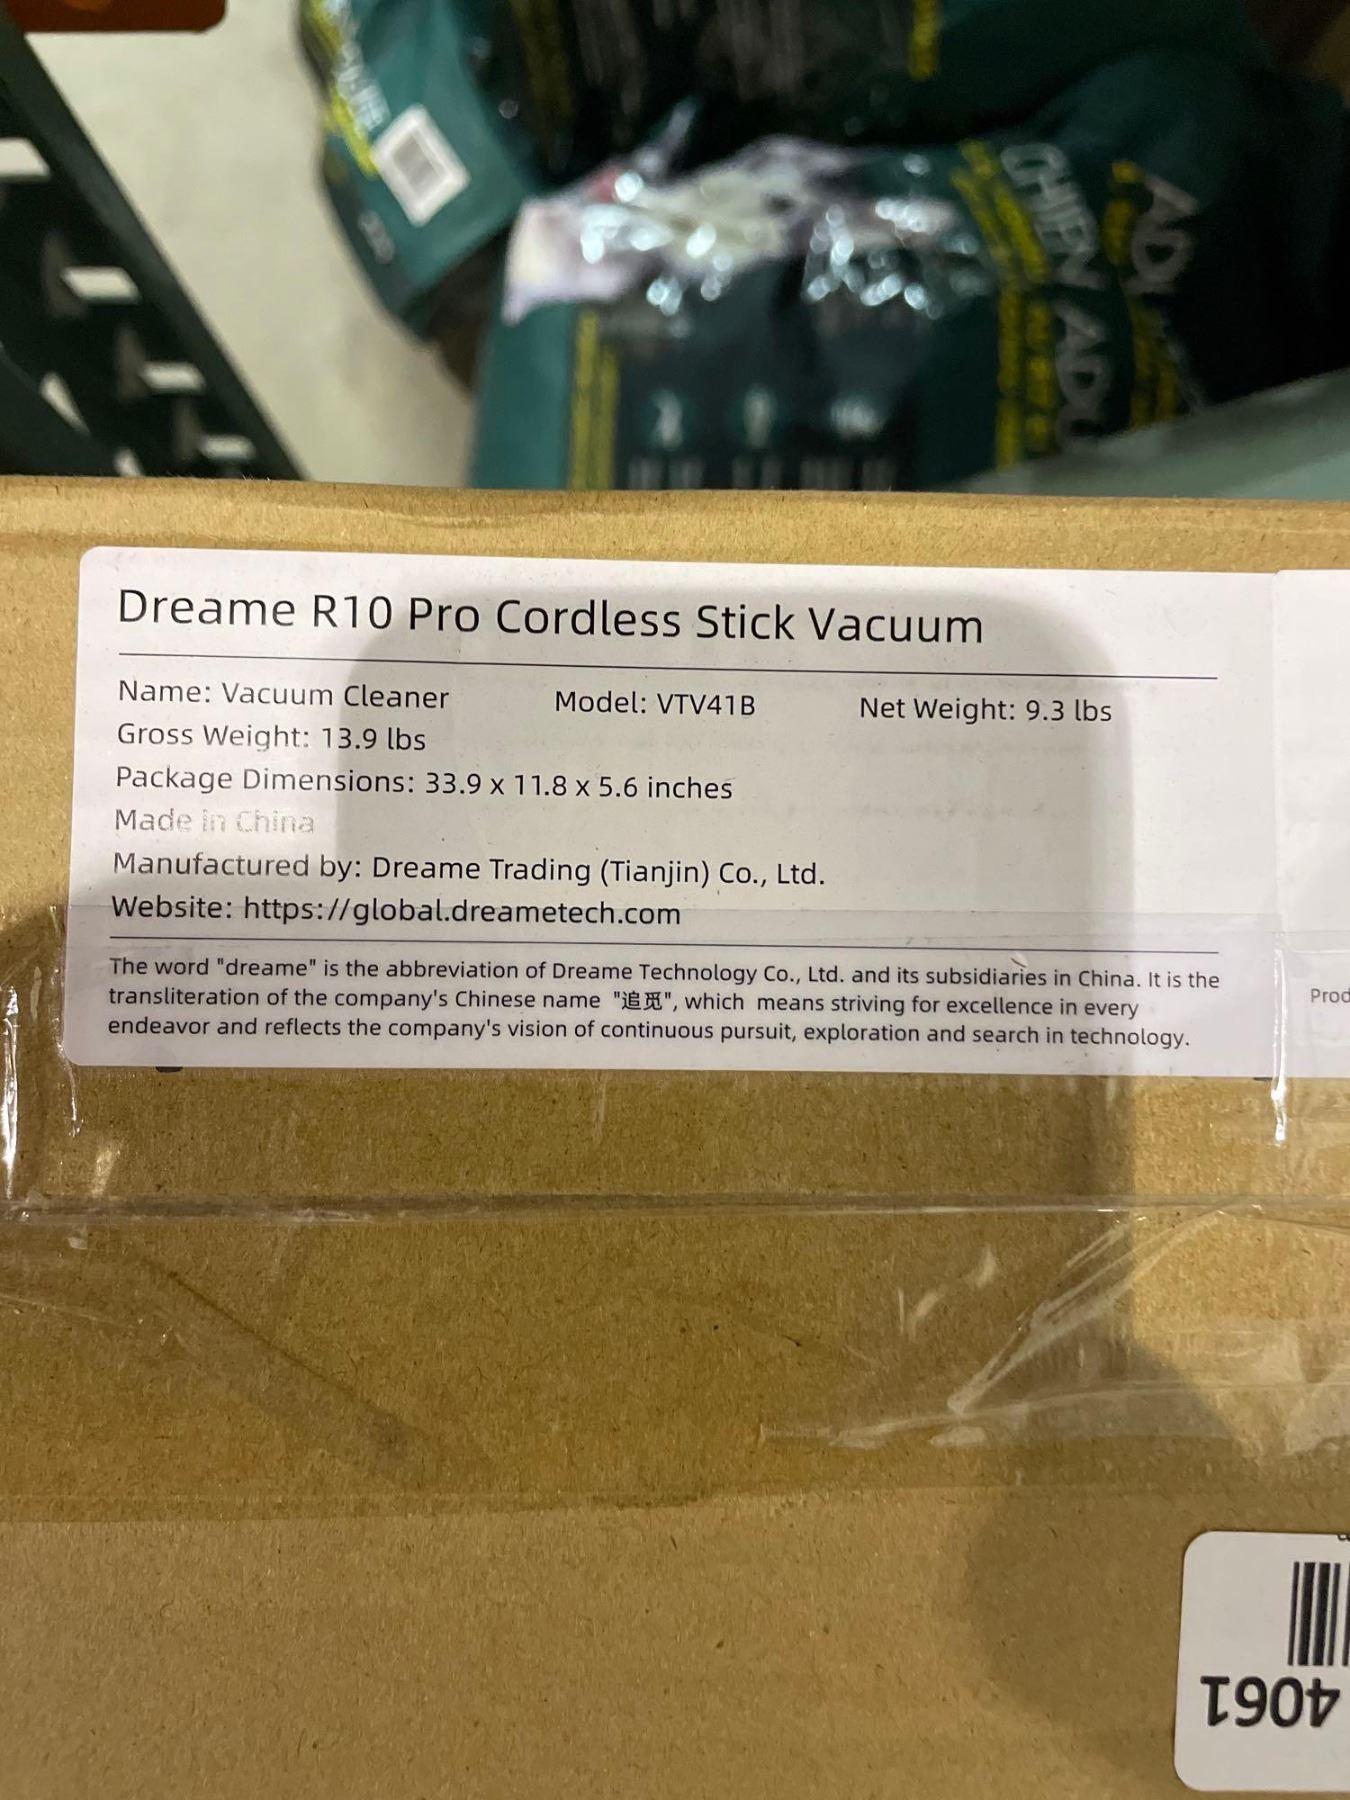 CHIEN ADU
Dreame R10 Pro Cordless Stick Vacuum
Name: Vacuum Cleaner Model: VTV41B Net Weight: 9.3 lbs
Gross Weight: 13.9 lbs
Package Dimensions: 33.9 x 11.8 x 5.6 inches
Made in China
Manufactured by: Dreame Trading (Tianjin) Co., Ltd.
Website: https://global.dreametech.com
The word "dreame" is the abbreviation of Dreame Technology Co., Ltd. and its subsidiaries in China. It is the
transliteration of the company's Chinese name "追觅", which means striving for excellence in every
endeavor and reflects the company's vision of continuous pursuit, exploration and search in technology.
Prod
4061